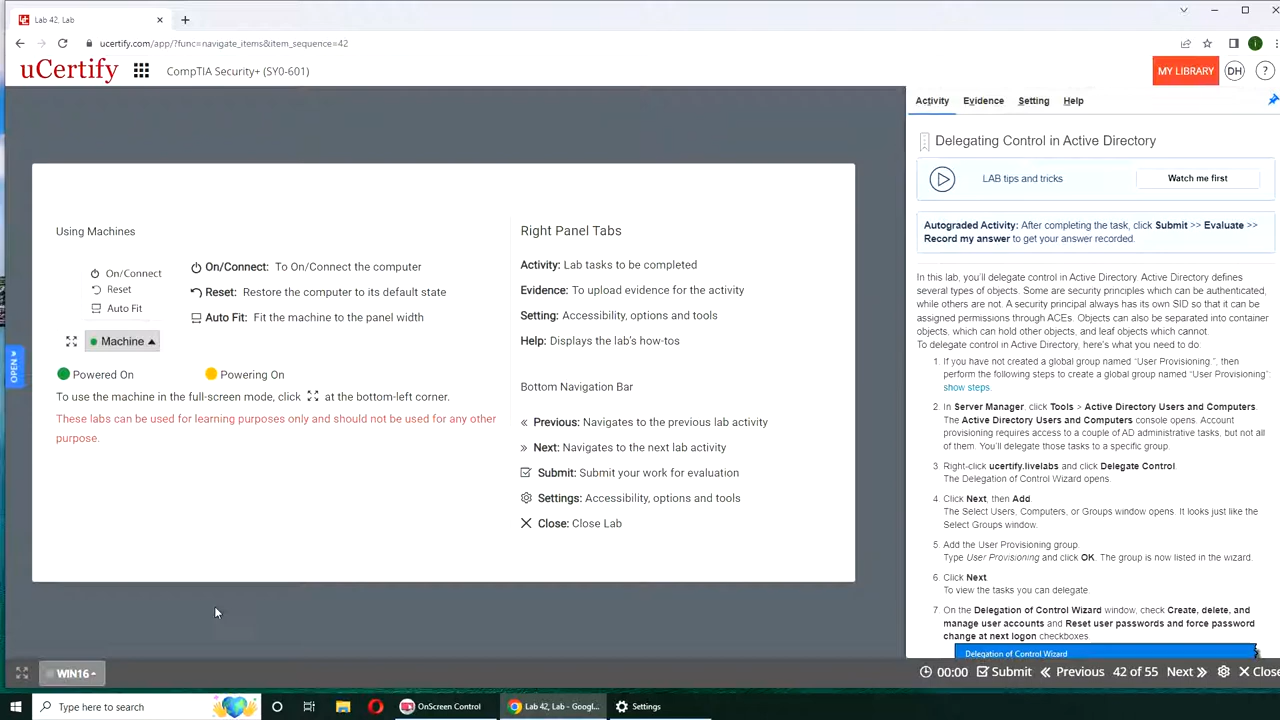 Lab 42, Lab
ucertify.com/app/?func=navigate_items&item_sequence=42
uCertify
CompTIA Security+ (SY0-601)
MY LIBRARY
DH
?
Activity
Evidence
Setting
Help
Delegating Control in Active Directory
LAB tips and tricks
Watch me first
Autograded Activity: After completing the task, click Submit >> Evaluate >>
Record my answer to get your answer recorded.
In this lab, you'll delegate control in Active Directory. Active Directory defines
several types of objects. Some are security principles which can be authenticated,
while others are not. A security principal always has its own SID so that it can be
assigned permissions through ACEs. Objects can also be separated into container
objects, which can hold other objects, and leaf objects which cannot.
To delegate control in Active Directory, here's what you need to do:
1. If you have not created a global group named "User Provisioning ", then
perform the following steps to create a global group named "User Provisioning":
show steps.
2. In Server Manager, click Tools > Active Directory Users and Computers.
The Active Directory Users and Computers console opens. Account
provisioning requires access to a couple of AD administrative tasks, but not all
of them. You'll delegate those tasks to a specific group.
3. Right-click ucertify.livelabs and click Delegate Control.
The Delegation of Control Wizard opens.
4. Click Next, then Add.
The Select Users, Computers, or Groups window opens. It looks just like the
Select Groups window.
5. Add the User Provisioning group.
Type User Provisioning and click OK. The group is now listed in the wizard.
6. Click Next.
To view the tasks you can delegate.
7. On the Delegation of Control Wizard window, check Create, delete, and
manage user accounts and Reset user passwords and force password
change at next logon checkboxes.
Delegation of Control Wizard
Using Machines
On/Connect
Reset
Auto Fit
Machine
On/Connect: To On/Connect the computer
Reset: Restore the computer to its default state
Auto Fit: Fit the machine to the panel width
Powered On
Powering On
To use the machine in the full-screen mode, click at the bottom-left corner.
These labs can be used for learning purposes only and should not be used for any other
purpose.
Right Panel Tabs
Activity: Lab tasks to be completed
Evidence: To upload evidence for the activity
Setting: Accessibility, options and tools
Help: Displays the lab's how-tos
Bottom Navigation Bar
« Previous: Navigates to the previous lab activity
» Next: Navigates to the next lab activity
Submit: Submit your work for evaluation
Settings: Accessibility, options and tools
Close: Close Lab
OPEN
WIN16
00:00
Submit
Previous
42 of 55
Next
Close
Type here to search
OnScreen Control
Lab 42, Lab - Googl...
Settings